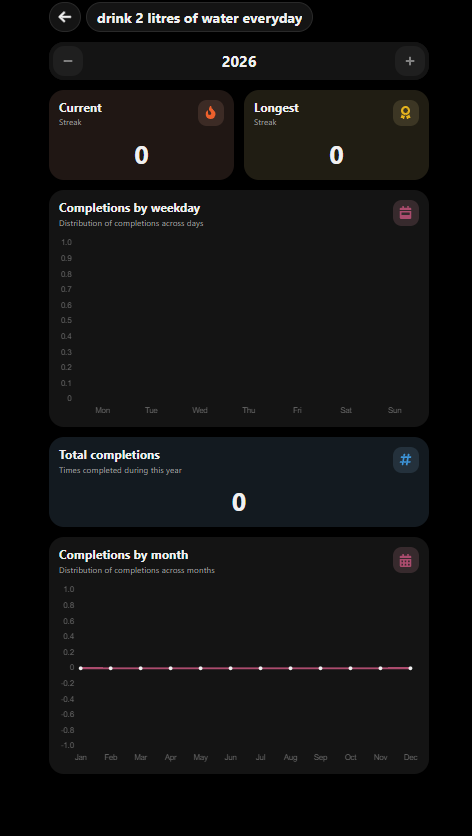 drink 2 litres of water everyday
− 2026 +
Current
Streak
0
Longest
Streak
0
Completions by weekday
Distribution of completions across days
1.0
0.9
0.8
0.7
0.6
0.5
0.4
0.3
0.2
0.1
0
Mon Tue Wed Thu Fri Sat Sun
Total completions
Times completed during this year
#
0
Completions by month
Distribution of completions across months
1.0
0.8
0.6
0.4
0.2
0
-0.2
-0.4
-0.6
-0.8
-1.0
Jan Feb Mar Apr May Jun Jul Aug Sep Oct Nov Dec